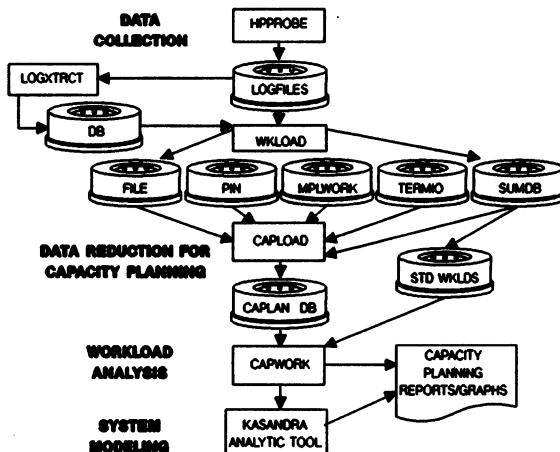 DATA
COLLECTION
HPPROBE
LOGXTRCT
LOGFILES
DB
WKLOAD
FILE
PIN
MPLWORK
TERMIO
SUMDB
DATA REDUCTION FOR
CAPACITY PLANNING
CAPLOAD
STD WKLDS
CAPLAN DB
WORKLOAD
ANALYSIS
CAPWORK
CAPACITY
PLANNING
REPORTS/GRAPHS
SYSTEM
MODELING
KASANDRA
ANALYTIC TOOL